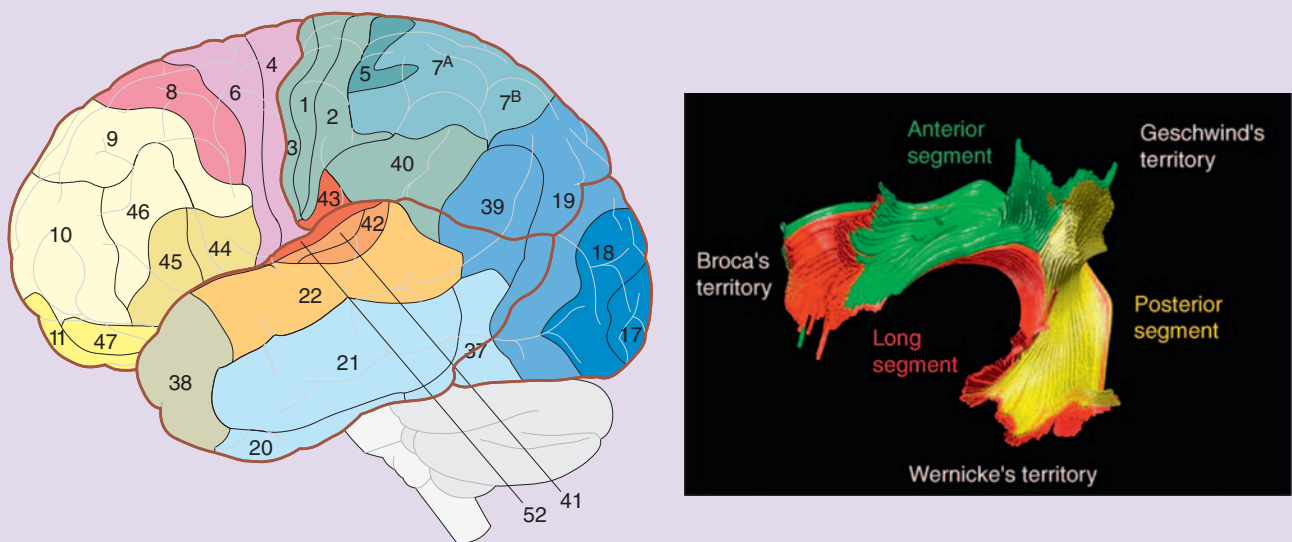 4
8
6
5
7A
7B
1
2
9
3
40
43
46
39
19
42
10
44
45
18
22
11
47
17
21
37
38
20
41
52
Anterior
segment
Geschwind's
territory
Broca's
territory
Long
segment
Posterior
segment
Wernicke's territory